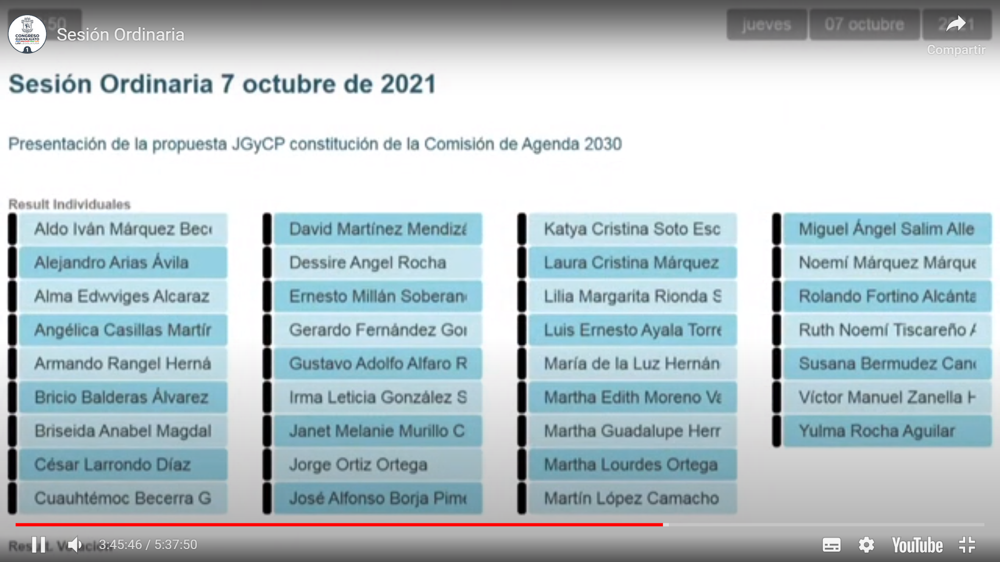 :50
jueves
07 octubre
CONGRESO
GUANAJUATO
LXV LEGISLATURA
1
Sesión Ordinaria
Compartir
Sesión Ordinaria 7 octubre de 2021
Presentación de la propuesta JGyCP constitución de la Comisión de Agenda 2030
Result Individuales
Aldo Iván Márquez Bec
Alejandro Arias Ávila
Alma Edwviges Alcaraz
Angélica Casillas Martír
Armando Rangel Herná
Bricio Balderas Álvarez
Briseida Anabel Magdal
César Larrondo Díaz
Cuauhtémoc Becerra G
David Martínez Mendizá
Dessire Angel Rocha
Ernesto Millán Soberan
Gerardo Fernández Go
Gustavo Adolfo Alfaro R
Irma Leticia González S
Janet Melanie Murillo C
Jorge Ortiz Ortega
José Alfonso Borja Pim
Katya Cristina Soto Esc
Laura Cristina Márquez
Lilia Margarita Rionda S
Luis Ernesto Ayala Torre
María de la Luz Hernán
Martha Edith Moreno Va
Martha Guadalupe Herr
Martha Lourdes Ortega
Martín López Camacho
Miguel Ángel Salim Alle
Noemí Márquez Márque
Rolando Fortino Alcánta
Ruth Noemí Tiscareño A
Susana Bermudez Can
Víctor Manuel Zanella H
Yulma Rocha Aguilar
3:45:46 / 5:37:50
YouTube